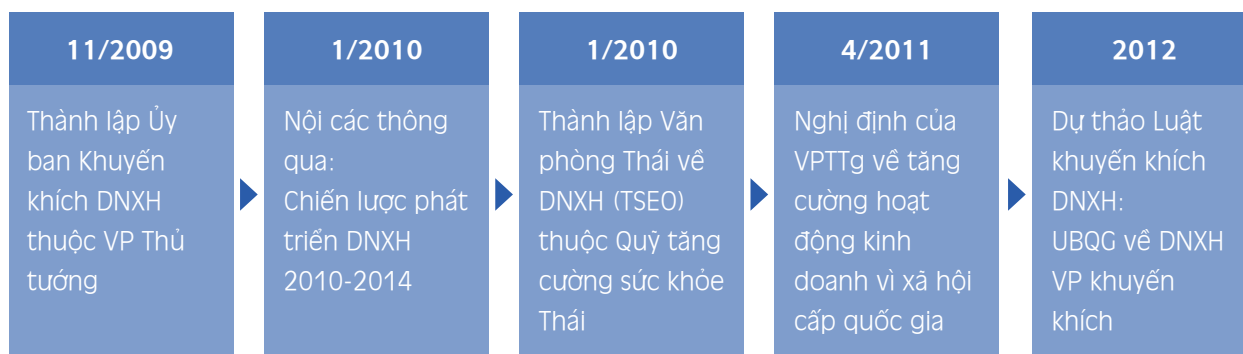 11/2009
Thành lập Ủy
ban Khuyến
khích DNXH
thuộc VP Thủ
tướng
1/2010
Nội các thông
qua:
Chiến lược phát
triển DNXH
2010-2014
1/2010
Thành lập Văn
phòng Thái về
DNXH (TSEO)
thuộc Quỹ tăng
cường sức khỏe
Thái
4/2011
Nghị định của
VPTTg về tăng
cường hoạt
động kinh
doanh vì xã hội
cấp quốc gia
2012
Dự thảo Luật
khuyến khích
DNXH:
UBQG về DNXH
VP khuyến
khích